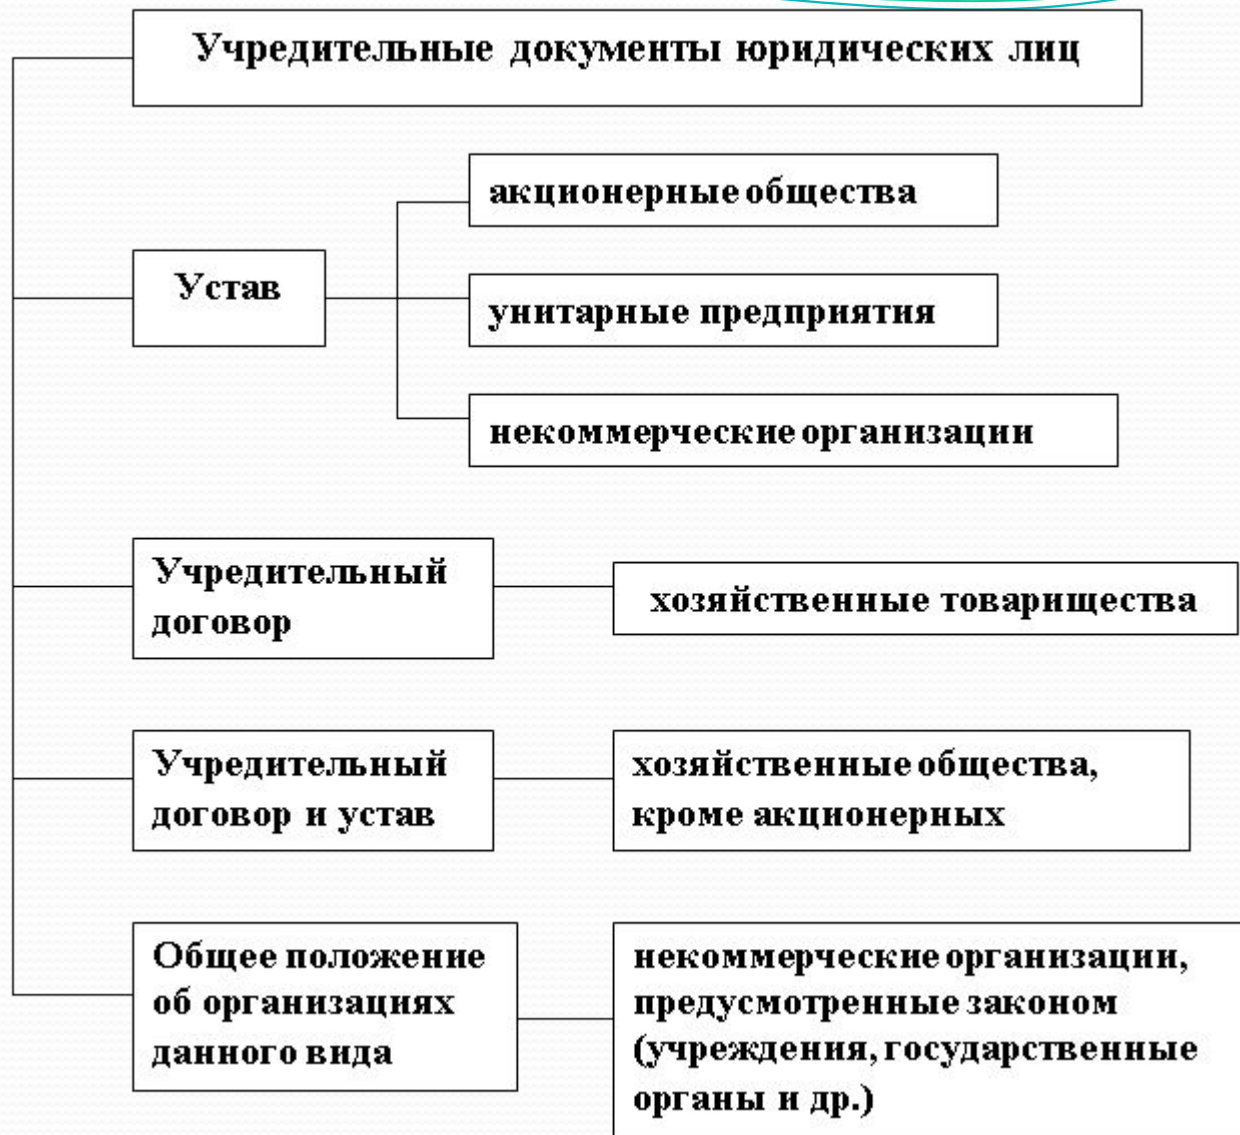 Учредительные документы юридических лиц
акционерные общества
Устав
унитарные предприятия
некоммерческие организации
Учредительный
договор
хозяйственные товарищества
Учредительный
договор и устав
хозяйственные общества,
кроме акционерных
Общее положение
об организациях
данного вида
некоммерческие организации,
предусмотренные законом
(учреждения, государственные
органы и др.)